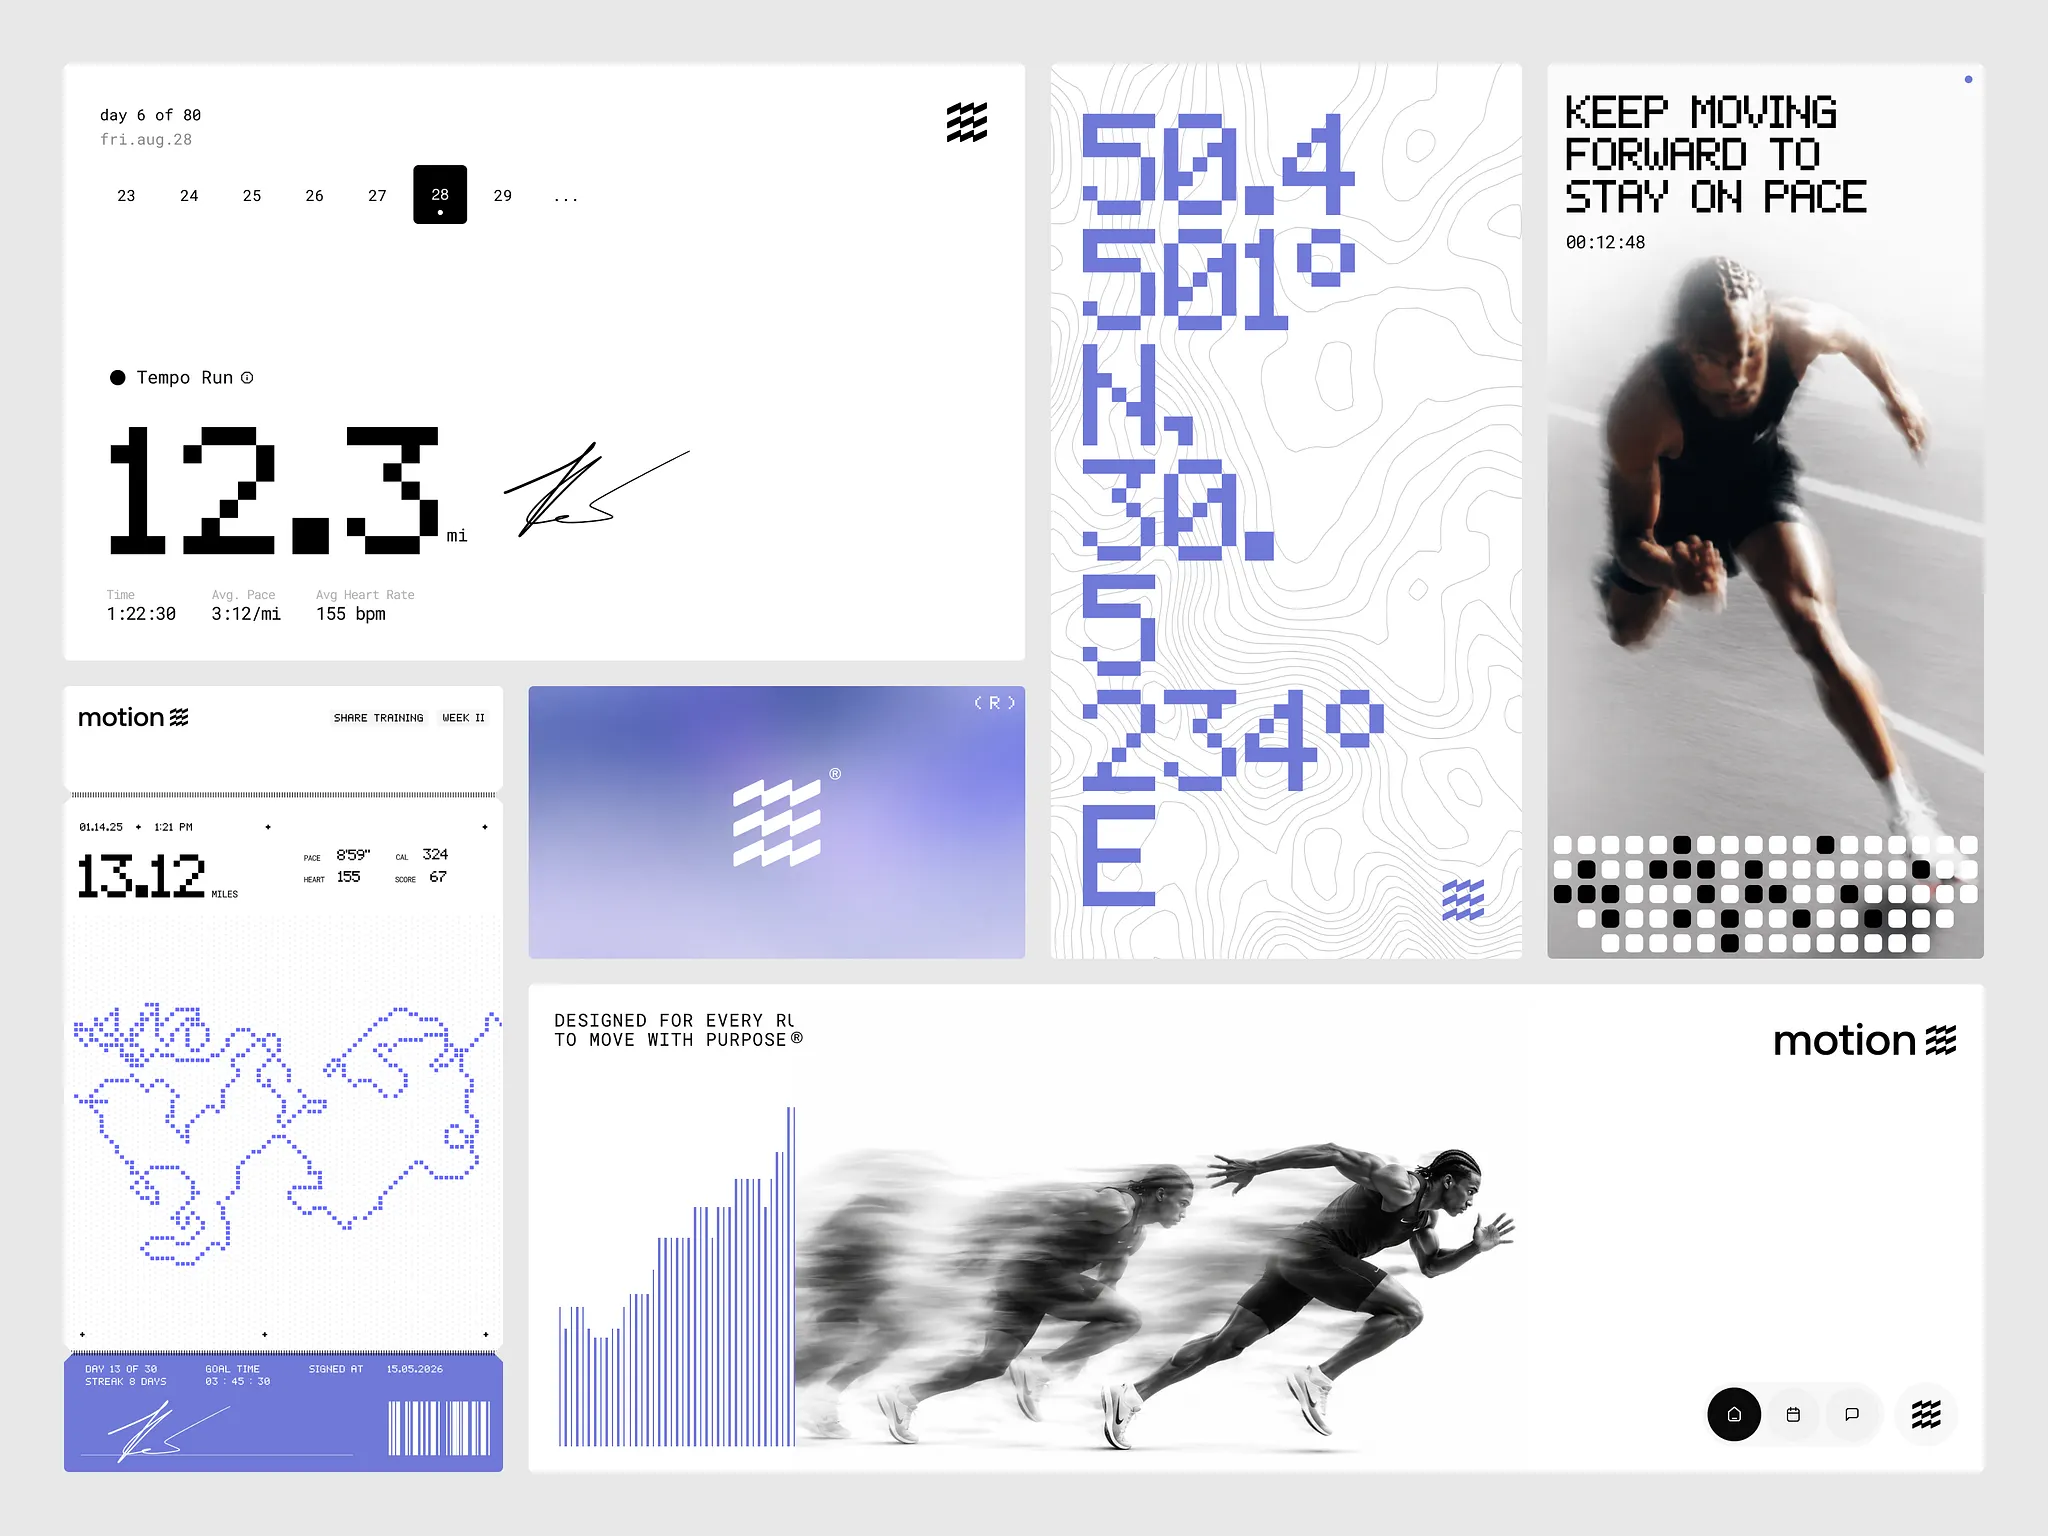 day 6 of 80
fri.aug.28
23 24 25 26 27 28 29 ...
Tempo Run
12.3 mi
Time Avg. Pace Avg Heart Rate
1:22:30 3:12/mi 155 bpm
50.4
501°
N,
30.
5
234°
E
KEEP MOVING
FORWARD TO
STAY ON PACE
00:12:48
motion
SHARE TRAINING WEEK II
01.14.25 1:21 PM
13.12 MILES
PACE 8'59" CAL 324
HEART 155 SCORE 67
DAY 13 OF 30 GOAL TIME SIGNED AT 15.05.2026
STREAK 8 DAYS 03 : 45 : 30
(R)
®
DESIGNED FOR EVERY RU
TO MOVE WITH PURPOSE®
motion